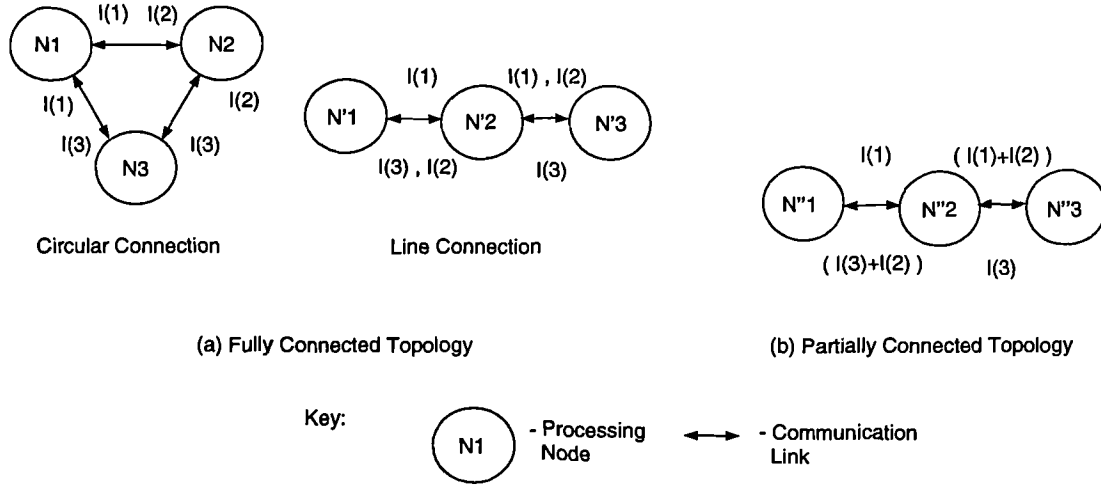 I(1) I(2)
N1 N2
I(1) I(2)
I(3) I(3)
N3
Circular Connection
I(1) I(1) , I(2)
N'1 N'2 N'3
I(3) , I(2) I(3)
Line Connection
(a) Fully Connected Topology
I(1) ( I(1)+I(2) )
N"1 N"2 N"3
( I(3)+I(2) ) I(3)
(b) Partially Connected Topology
Key:
N1
- Processing
Node
- Communication
Link